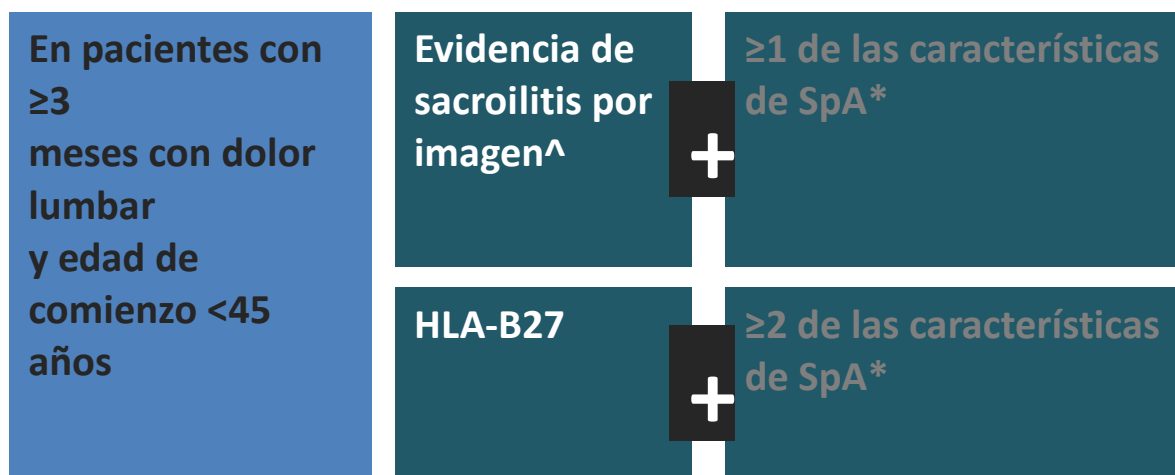 En pacientes con
≥3
meses con dolor
lumbar
y edad de
comienzo <45
años
Evidencia de
sacroilitis por
imagen^
+
≥1 de las características
de SpA*
HLA-B27
+
≥2 de las características
de SpA*